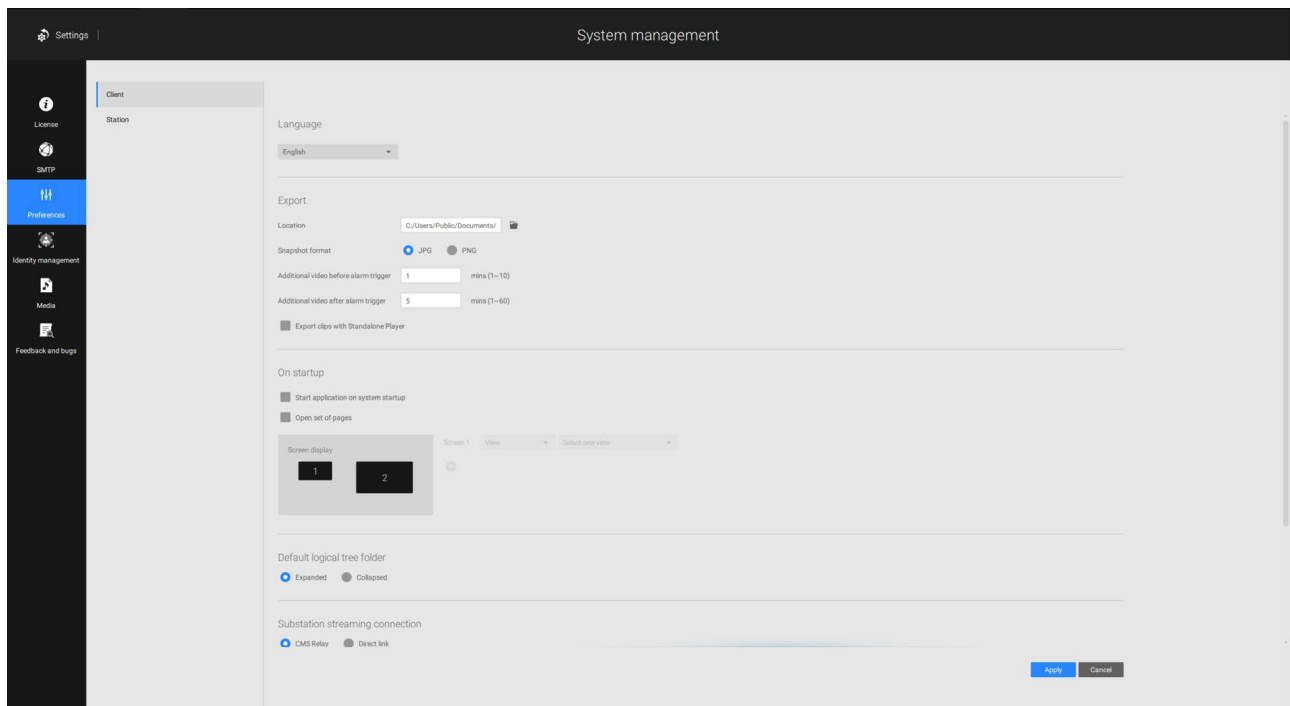 Settings
System management
License
SMTP
Preferences
Identity management
Media
Feedback and bugs
Client
Station
Language
English
Export
Location C:/Users/Public/Documents/
Snapshot format JPG PNG
Additional video before alarm trigger 1 mins (1~10)
Additional video after alarm trigger 5 mins (1~60)
Export clips with Standalone Player
On startup
Start application on system startup
Open set of pages
Screen display
1
2
Screen 1 View Select one view
Default logical tree folder
Expanded Collapsed
Substation streaming connection
CMS Relay Direct link
Apply Cancel